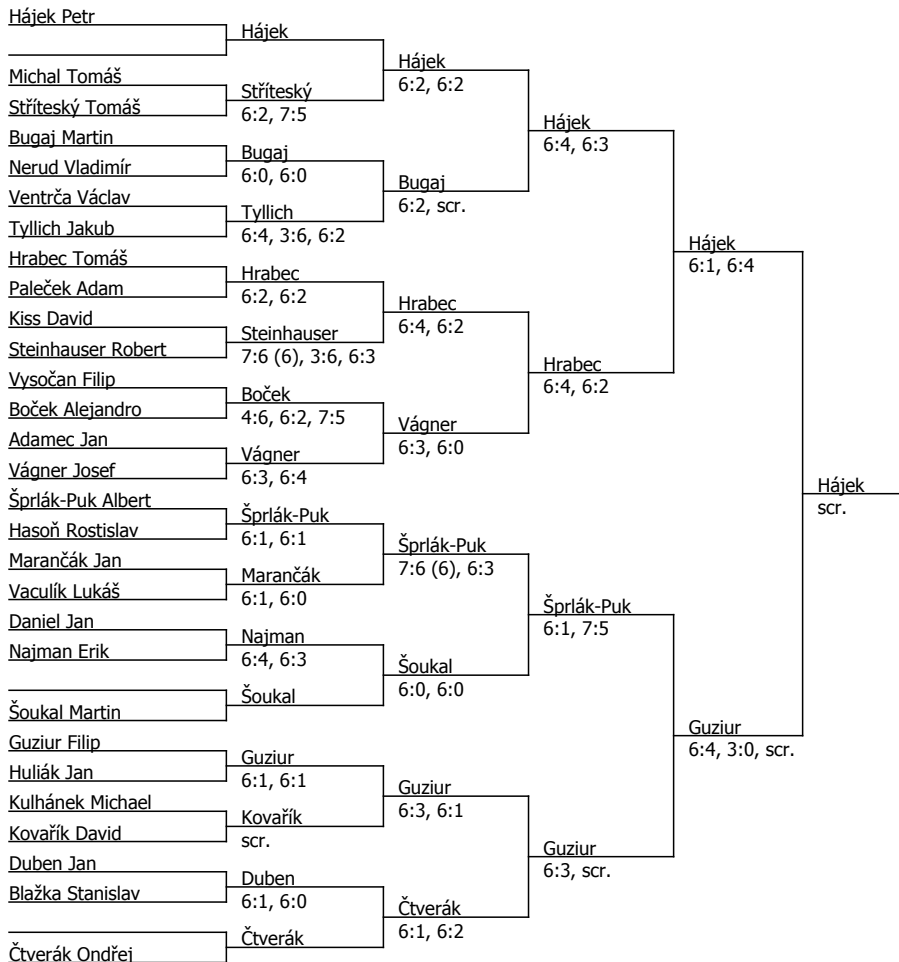 Hájek Petr
Hájek
Hájek
6:2, 6:2
Michal Tomáš
Stříteský
6:2, 7:5
Stříteský Tomáš
Hájek
6:4, 6:3
Bugaj Martin
Bugaj
6:0, 6:0
Nerud Vladimír
Bugaj
6:2, scr.
Ventrča Václav
Tyllich
6:4, 3:6, 6:2
Tyllich Jakub
Hájek
6:1, 6:4
Hrabec Tomáš
Hrabec
6:2, 6:2
Paleček Adam
Hrabec
6:4, 6:2
Kiss David
Steinhauser
7:6 (6), 3:6, 6:3
Steinhauser Robert
Hrabec
6:4, 6:2
Vysočan Filip
Boček
4:6, 6:2, 7:5
Boček Alejandro
Vágner
6:3, 6:0
Adamec Jan
Vágner
6:3, 6:4
Vágner Josef
Hájek
scr.
Šprlák-Puk Albert
Šprlák-Puk
6:1, 6:1
Hasoň Rostislav
Šprlák-Puk
7:6 (6), 6:3
Marančák Jan
Marančák
6:1, 6:0
Vaculík Lukáš
Šprlák-Puk
6:1, 7:5
Daniel Jan
Najman
6:4, 6:3
Najman Erik
Šoukal
6:0, 6:0
Šoukal
Šoukal Martin
Guziur
6:4, 3:0, scr.
Guziur Filip
Guziur
6:1, 6:1
Huliák Jan
Guziur
6:3, 6:1
Kulhánek Michael
Kovařík
scr.
Kovařík David
Guziur
6:3, scr.
Duben Jan
Duben
6:1, 6:0
Blažka Stanislav
Čtverák
6:1, 6:2
Čtverák
Čtverák Ondřej